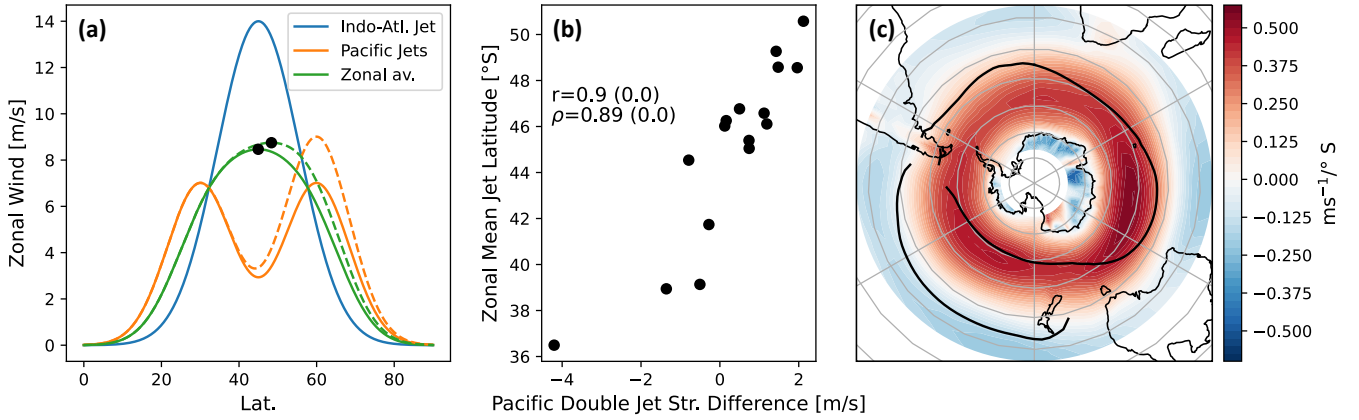 (a)
Indo-Atl. Jet
Pacific Jets
Zonal av.
14
12
10
8
6
4
2
0
Zonal Wind [m/s]
0 20 40 60 80
Lat.
(b)
r=0.9 (0.0)
ρ=0.89 (0.0)
50
48
46
44
42
40
38
36
Zonal Mean Jet Latitude [°S]
−4 −2 0 2
Pacific Double Jet Str. Difference [m/s]
(c)
0.500
0.375
0.250
0.125
0.000
−0.125
−0.250
−0.375
−0.500
ms⁻¹/° S